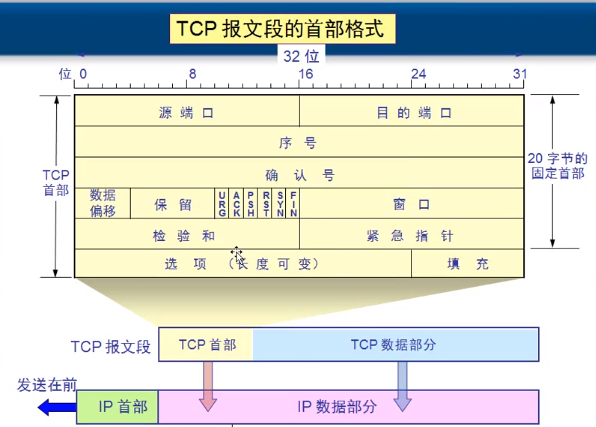 TCP 报文段的首部格式
32 位
位 0 8 16 24 31
源 端 口 目 的 端 口
序 号
确 认 号
TCP
首部
20 字节的
固定首部
数据
偏移
保 留
URG
ACK
PSH
RST
SYN
FIN
窗 口
检 验 和 紧 急 指 针
选 项 (长 度 可 变) 填 充
TCP 报文段 TCP 首部 TCP 数据部分
发送在前
IP 首部 IP 数据部分